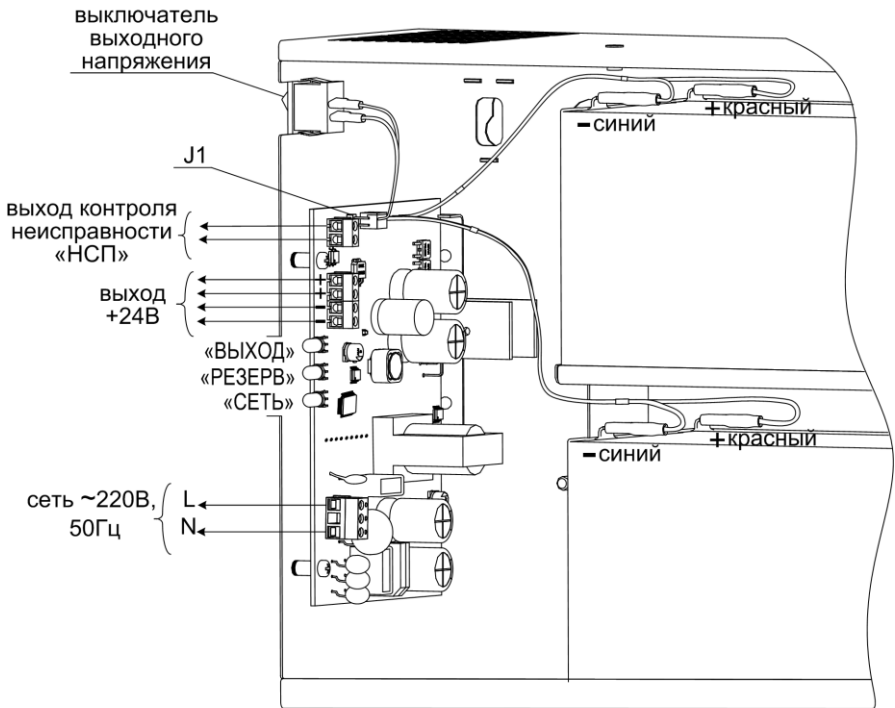 выключатель
выходного
напряжения
- синий
+ красный
J1
выход контроля
неисправности
«НСП»
+
+
-
-
выход
+24В
«ВЫХОД»
«РЕЗЕРВ»
«СЕТЬ»
- синий
+ красный
сеть ~220В,
50Гц
L
N